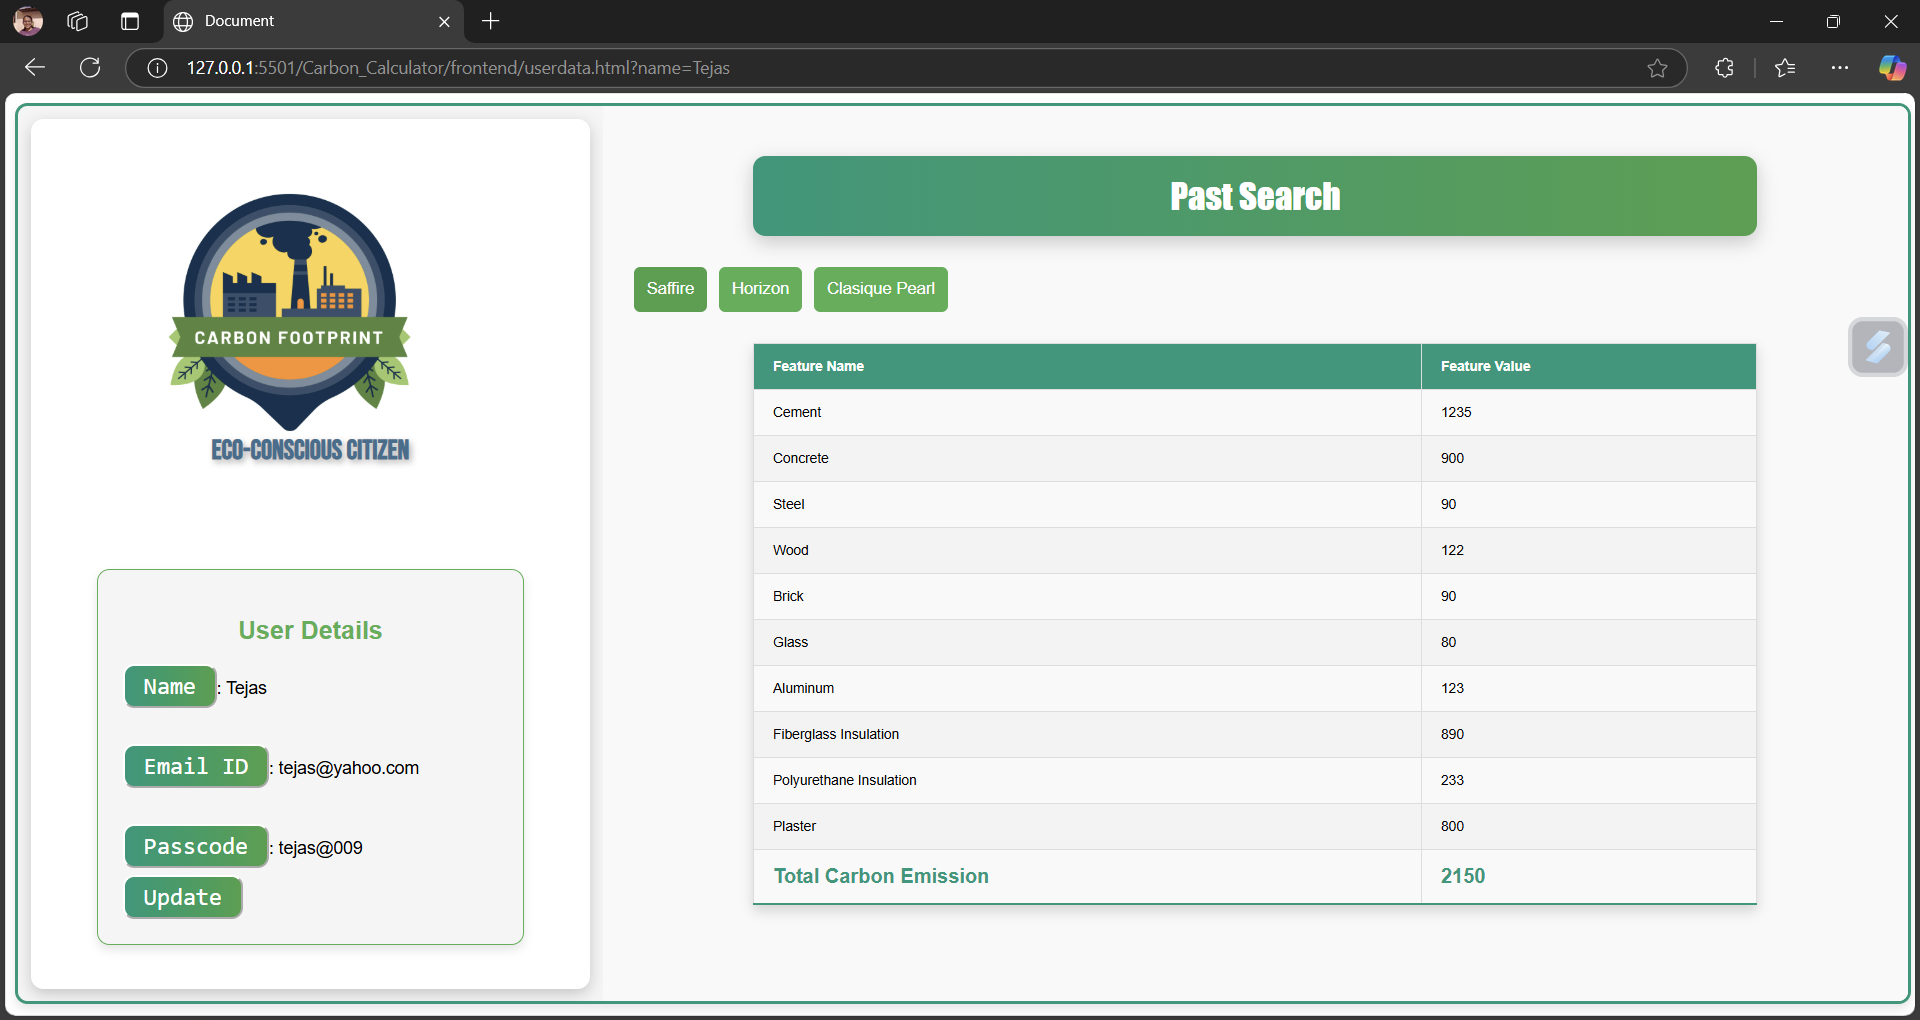 Document
127.0.0.1:5501/Carbon_Calculator/frontend/userdata.html?name=Tejas
CARBON FOOTPRINT
ECO-CONSCIOUS CITIZEN
User Details
Name : Tejas
Email ID : tejas@yahoo.com
Passcode : tejas@009
Update
Past Search
Saffire Horizon Clasique Pearl
Feature Name Feature Value
Cement 1235
Concrete 900
Steel 90
Wood 122
Brick 90
Glass 80
Aluminum 123
Fiberglass Insulation 890
Polyurethane Insulation 233
Plaster 800
Total Carbon Emission 2150